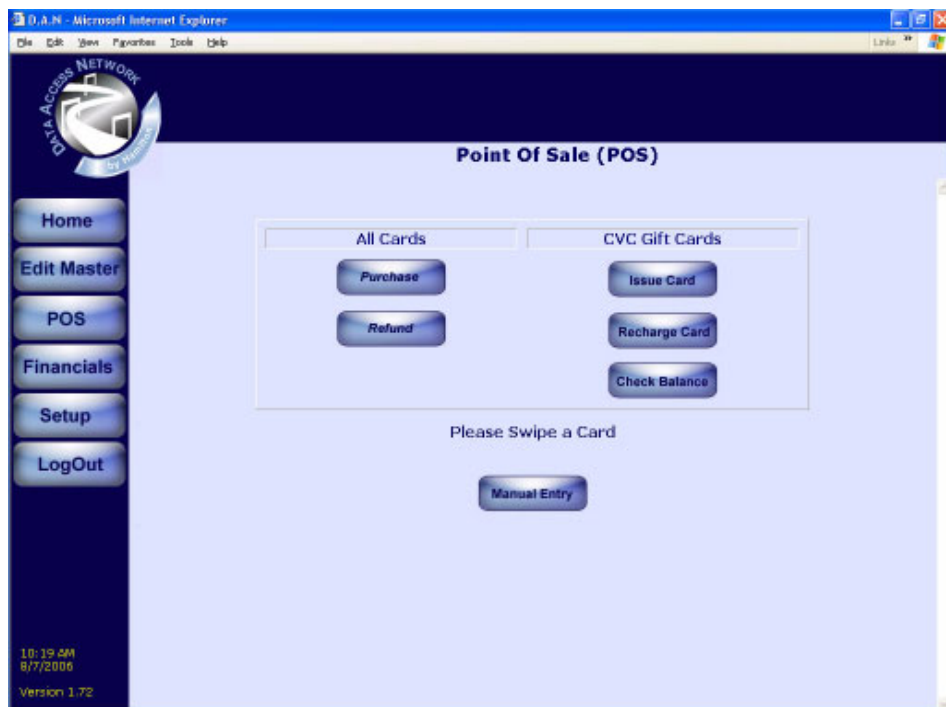 D.A.N - Microsoft Internet Explorer
File Edit View Favorites Tools Help
Links »
DATA ACCESS NETWORK
by Hamilton
Point Of Sale (POS)
Home
Edit Master
POS
Financials
Setup
LogOut
All Cards
CVC Gift Cards
Purchase
Issue Card
Refund
Recharge Card
Check Balance
Please Swipe a Card
Manual Entry
10:19 AM
8/7/2006
Version 1.72